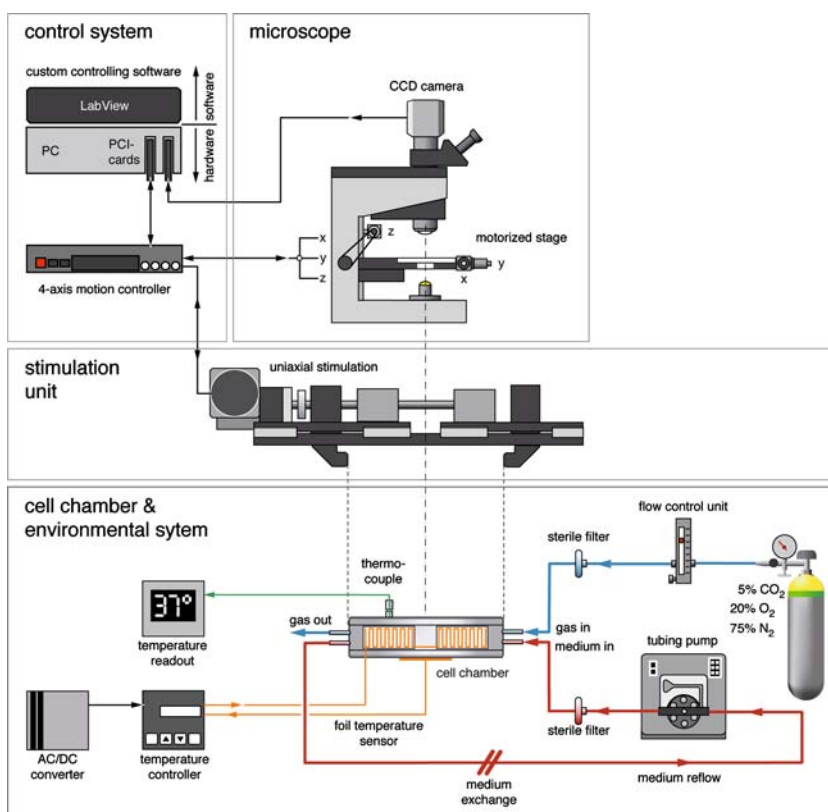 control system
microscope
custom controlling software
LabView
PC
PCI-
cards
software
hardware
CCD camera
x
y
z
z
motorized stage
y
x
4-axis motion controller
stimulation
unit
uniaxial stimulation
cell chamber &
environmental sytem
flow control unit
sterile filter
thermo-
couple
5% CO2
20% O2
75% N2
37°
gas out
gas in
medium in
temperature
readout
tubing pump
cell chamber
foil temperature
sensor
sterile
filter
AC/DC
converter
temperature
controller
medium
exchange
medium reflow